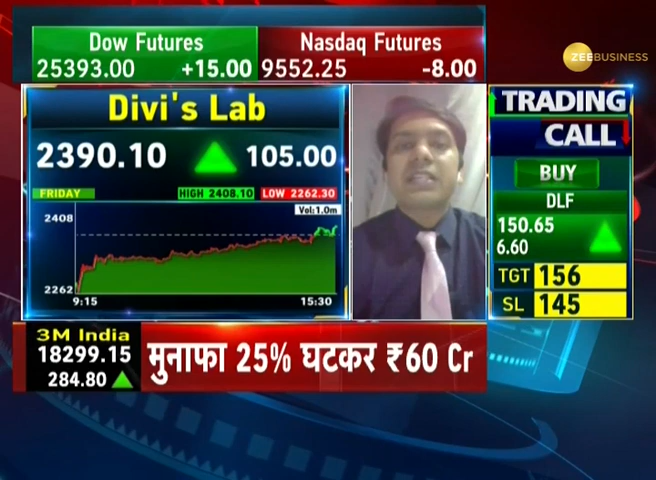 Dow Futures
25393.00 +15.00
Nasdaq Futures
9552.25 -8.00
ZEEBUSINESS
Divi's Lab
2390.10 105.00
FRIDAY HIGH 2408.10 LOW 2262.30
Vol:1.0m
2408
2262
9:15 15:30
TRADING
CALL
BUY
DLF
150.65
6.60
TGT 156
SL 145
3M India
18299.15
284.80
मुनाफा 25% घटकर ₹60 Cr